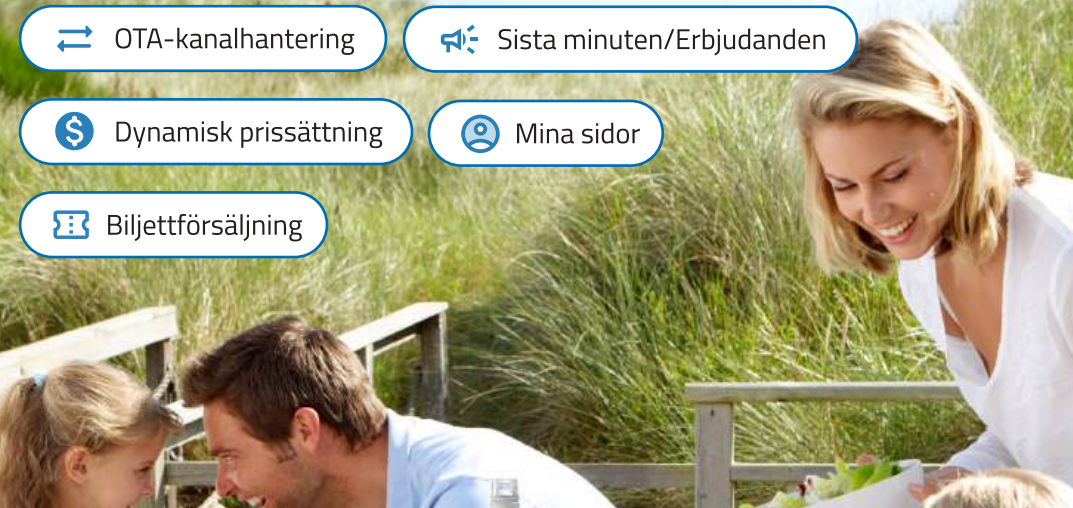 OTA-kanalhantering
Sista minuten/Erbjudanden
Dynamisk prissättning
Mina sidor
Biljettförsäljning